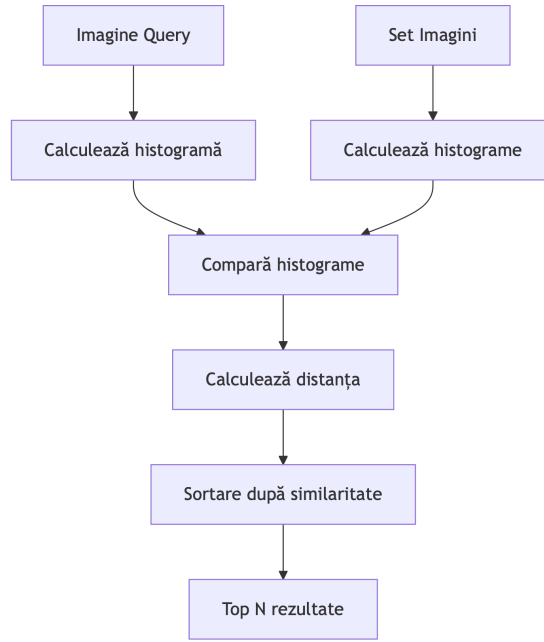 Imagine Query
Set Imagini
Calculează histogramă
Calculează histograme
Compară histograme
Calculează distanța
Sortare după similaritate
Top N rezultate